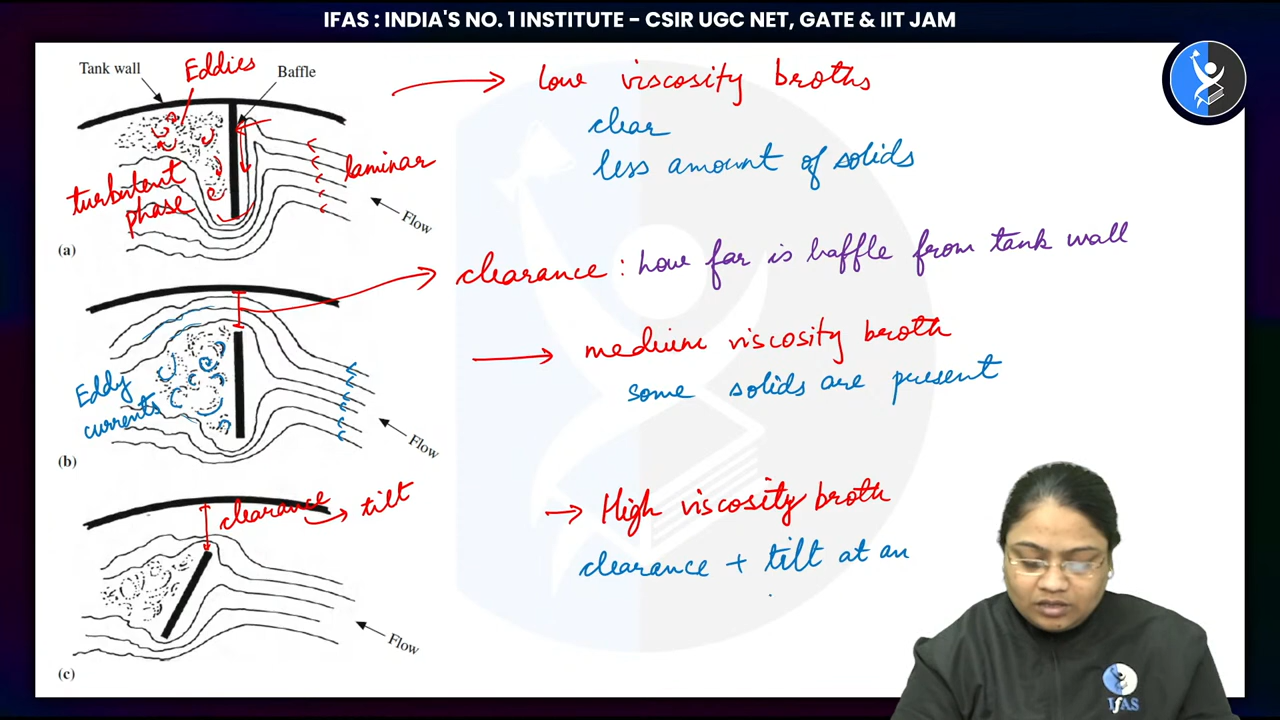 IFAS : INDIA'S NO. 1 INSTITUTE - CSIR UGC NET, GATE & IIT JAM
Tank wall
Eddies
Baffle
turbulent
phase
laminar
Flow
(a)
low viscosity broths
clear
less amount of solids
clearance : how far is baffle from tank wall
Eddy
currents
Flow
(b)
medium viscosity broth
some solids are present
clearance → tilt
Flow
(c)
→ High viscosity broth
clearance + tilt at an
IFAS